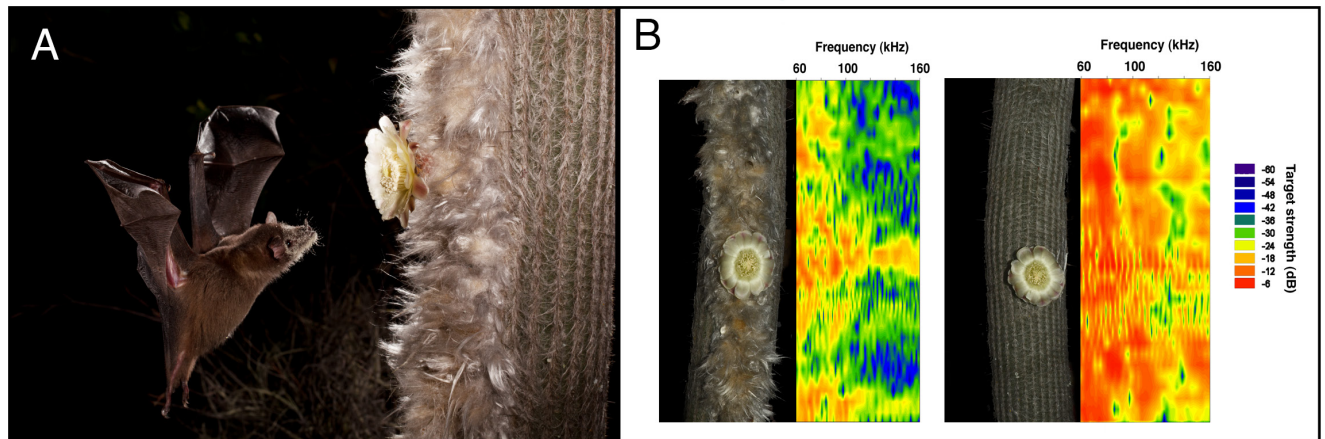 A
B
Frequency (kHz)
60 100 160
Frequency (kHz)
60 100 160
-60
-54
-48
-42
-36
-30
-24
-18
-12
-6
Target strength (dB)